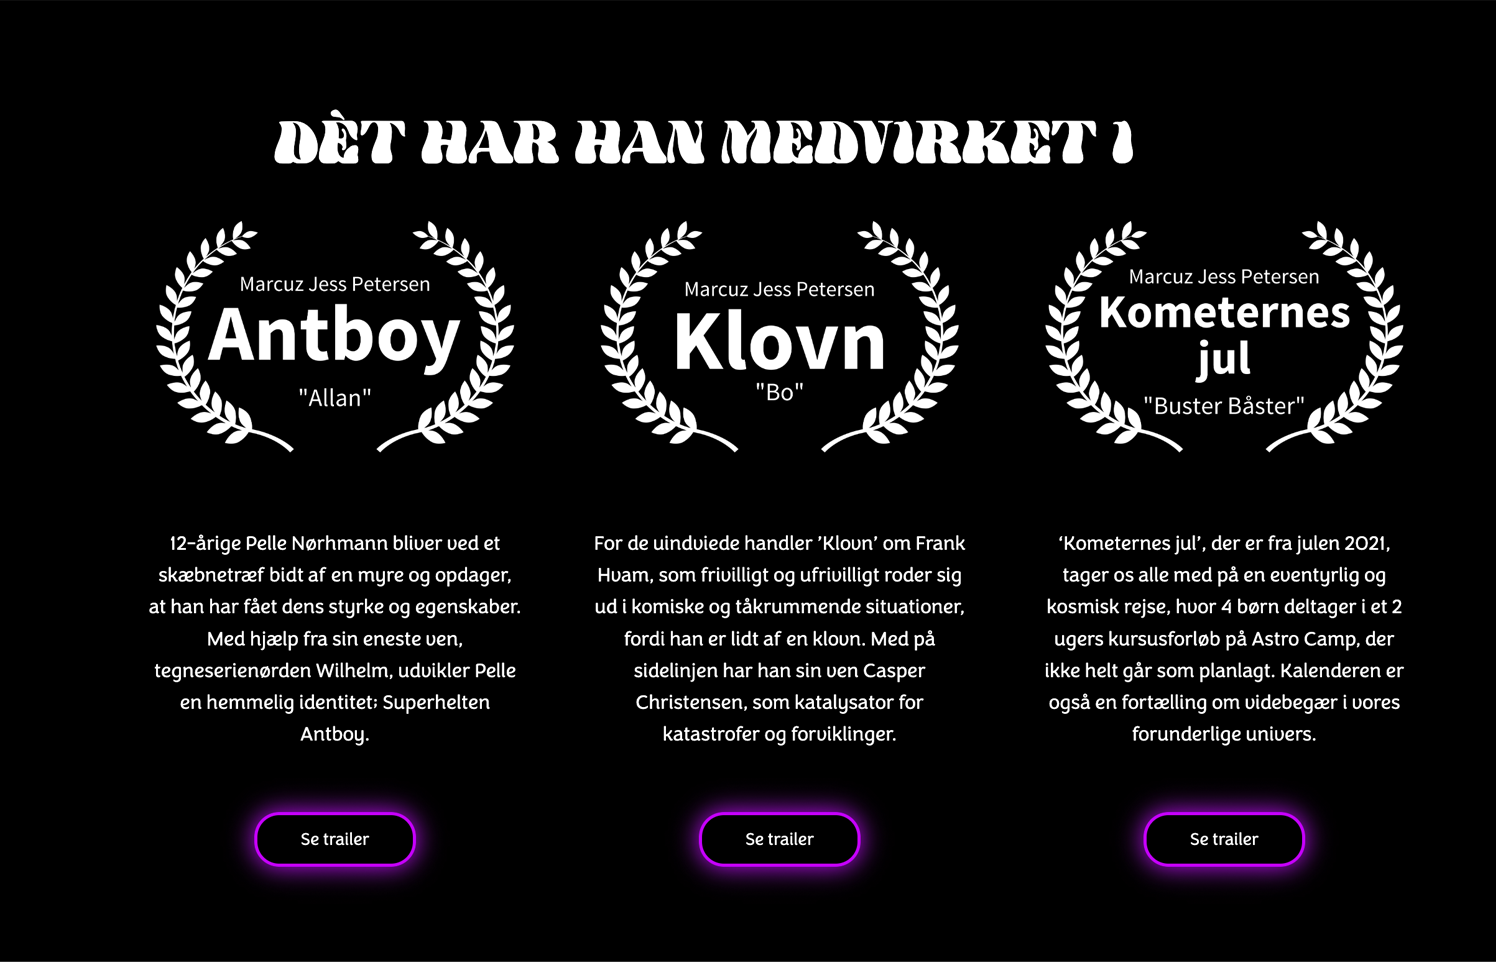 DÈT HAR HAN MEDVIRKET I
Marcuz Jess Petersen
Antboy
"Allan"
Marcuz Jess Petersen
Klovn
"Bo"
Marcuz Jess Petersen
Kometernes
jul
"Buster Båster"
12-årige Pelle Nørhmann bliver ved et
skæbnetræf bidt af en myre og opdager,
at han har fået dens styrke og egenskaber.
Med hjælp fra sin eneste ven,
tegneserienørden Wilhelm, udvikler Pelle
en hemmelig identitet; Superhelten
Antboy.
For de uindviede handler ’Klovn’ om Frank
Hvam, som frivilligt og ufrivilligt roder sig
ud i komiske og tåkrummende situationer,
fordi han er lidt af en klovn. Med på
sidelinjen har han sin ven Casper
Christensen, som katalysator for
katastrofer og forviklinger.
‘Kometernes jul’, der er fra julen 2021,
tager os alle med på en eventyrlig og
kosmisk rejse, hvor 4 børn deltager i et 2
ugers kursusforløb på Astro Camp, der
ikke helt går som planlagt. Kalenderen er
også en fortælling om videbegær i vores
forunderlige univers.
Se trailer
Se trailer
Se trailer